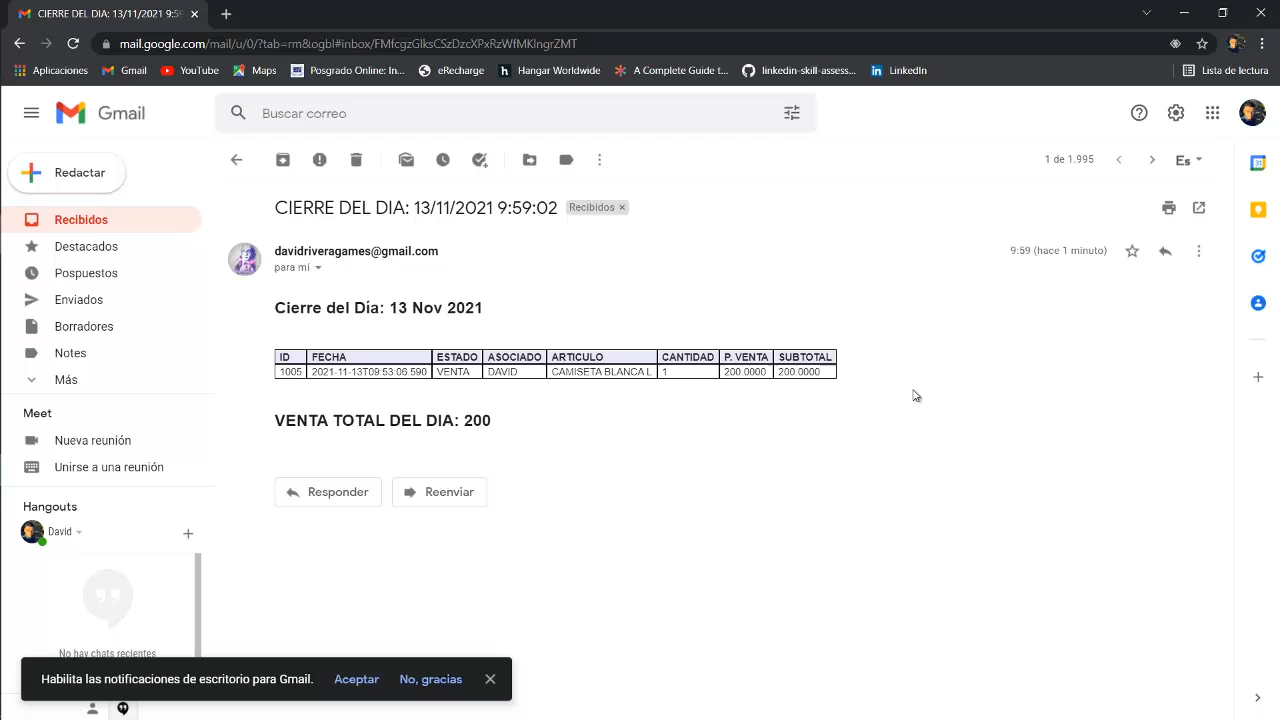 CIERRE DEL DIA: 13/11/2021 9:59
mail.google.com/mail/u/0/?tab=rm&ogbl#inbox/FMfcgzGlksCSzDzcXPxRzWfMKlngrZMT
Aplicaciones Gmail YouTube Maps Posgrado Online: In... eRecharge Hangar Worldwide A Complete Guide t... linkedin-skill-assess... LinkedIn Lista de lectura
Gmail Buscar correo
Redactar
1 de 1.995 Es
CIERRE DEL DIA: 13/11/2021 9:59:02 Recibidos ×
davidriveragames@gmail.com 9:59 (hace 1 minuto)
para mí
Recibidos
Destacados
Pospuestos
Enviados
Borradores
Notes
Más
Cierre del Día: 13 Nov 2021
ID FECHA ESTADO ASOCIADO ARTICULO CANTIDAD P. VENTA SUBTOTAL
1005 2021-11-13T09:53:06.590 VENTA DAVID CAMISETA BLANCA L 1 200.0000 200.0000
VENTA TOTAL DEL DIA: 200
Responder Reenviar
Meet
Nueva reunión
Unirse a una reunión
Hangouts
David
No hay chats recientes
Habilita las notificaciones de escritorio para Gmail. Aceptar No, gracias